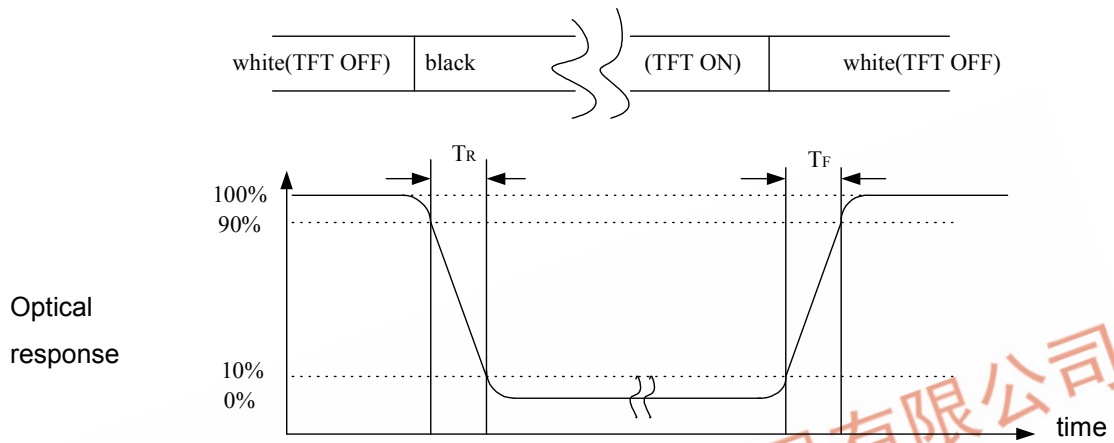 white(TFT OFF)
black
(TFT ON)
white(TFT OFF)
TR
TF
100%
90%
Optical
response
10%
0%
time
有限公司